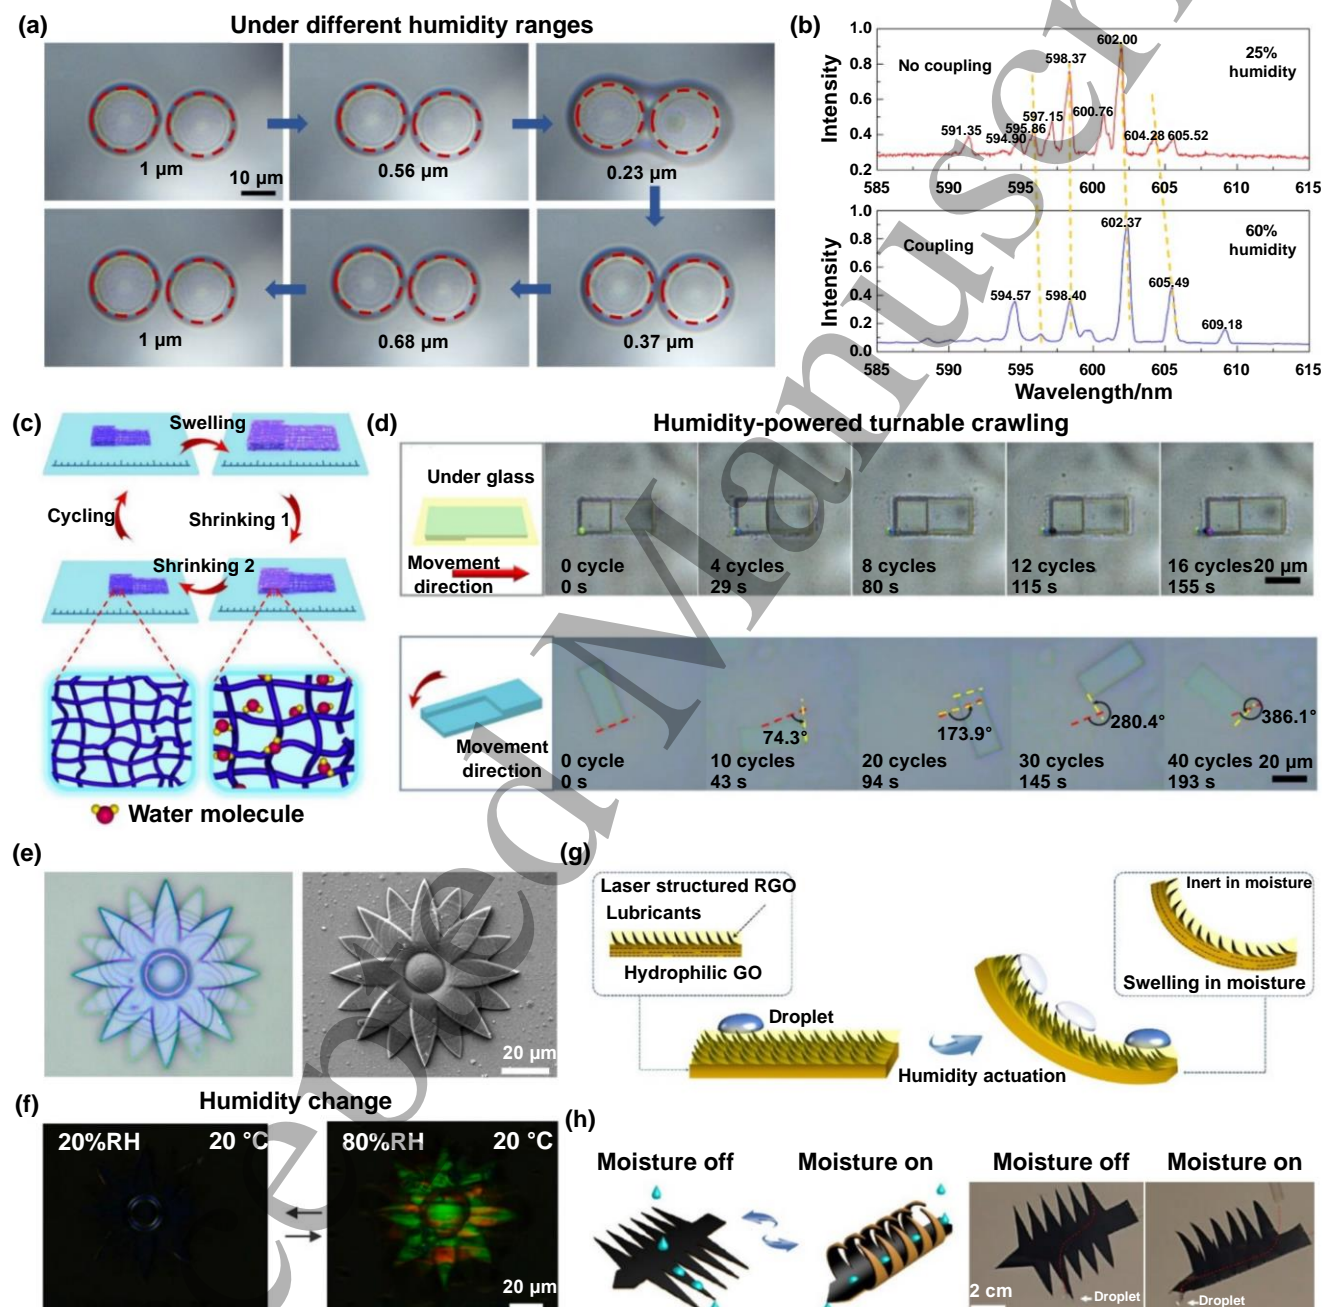 (a)
Under different humidity ranges
1 µm
10 µm
0.56 µm
0.23 µm
1 µm
0.68 µm
0.37 µm
(b)
1.0
0.8
0.6
0.4
0.2
Intensity
No coupling
25%
humidity
591.35
594.90
595.86
597.15
598.37
600.76
602.00
604.28
605.52
585
590
595
600
605
610
615
1.0
0.8
0.6
0.4
0.2
0.0
Intensity
Coupling
60%
humidity
594.57
598.40
602.37
605.49
609.18
585
590
595
600
605
610
615
Wavelength/nm
(c)
Swelling
Cycling
Shrinking 1
Shrinking 2
Water molecule
(d)
Humidity-powered turnable crawling
Under glass
Movement
direction
0 cycle
0 s
4 cycles
29 s
8 cycles
80 s
12 cycles
115 s
16 cycles
155 s
20 µm
Movement
direction
0 cycle
0 s
74.3°
10 cycles
43 s
173.9°
20 cycles
94 s
280.4°
30 cycles
145 s
386.1°
40 cycles
193 s
20 µm
(e)
20 µm
(f)
Humidity change
20%RH
20 °C
80%RH
20 °C
20 µm
(g)
Laser structured RGO
Lubricants
Hydrophilic GO
Droplet
Humidity actuation
Inert in moisture
Swelling in moisture
(h)
Moisture off
Moisture on
Moisture off
Moisture on
2 cm
Droplet
Droplet
epted Manuscri